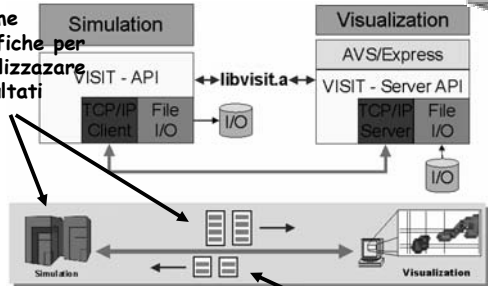 Simulation
Visualization
me
fiche per
lizzazare
ltati
VISIT - API
libvisit.a
AVS/Express
VISIT - Server API
TCP/IP
Client
File
I/O
I/O
TCP/IP
Server
File
I/O
I/O
Simulation
Visualization